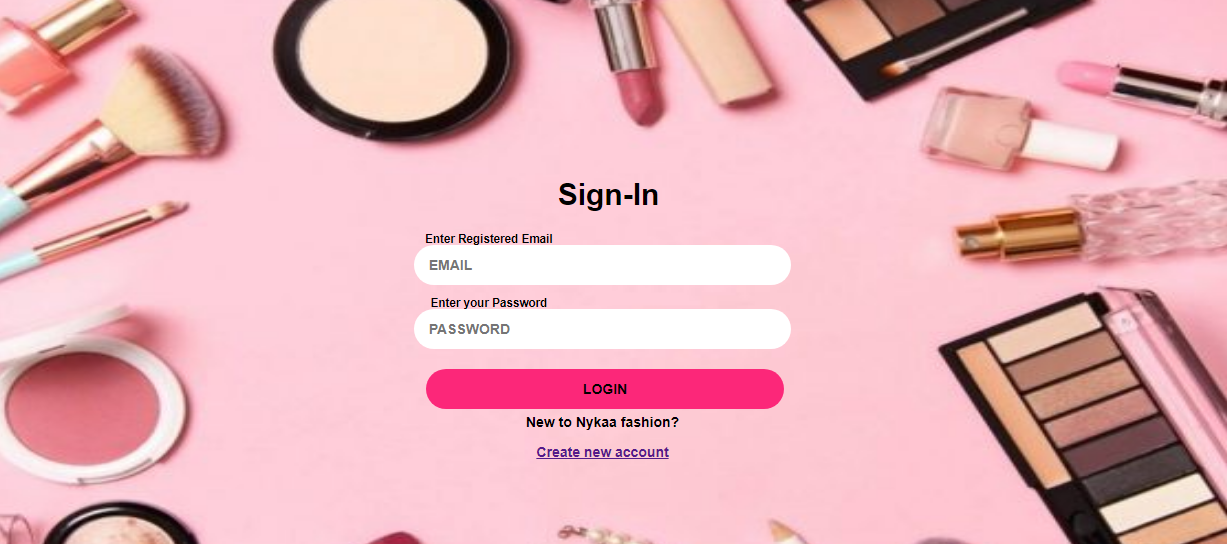 Sign-In
Enter Registered Email
EMAIL
Enter your Password
PASSWORD
LOGIN
New to Nykaa fashion?
Create new account